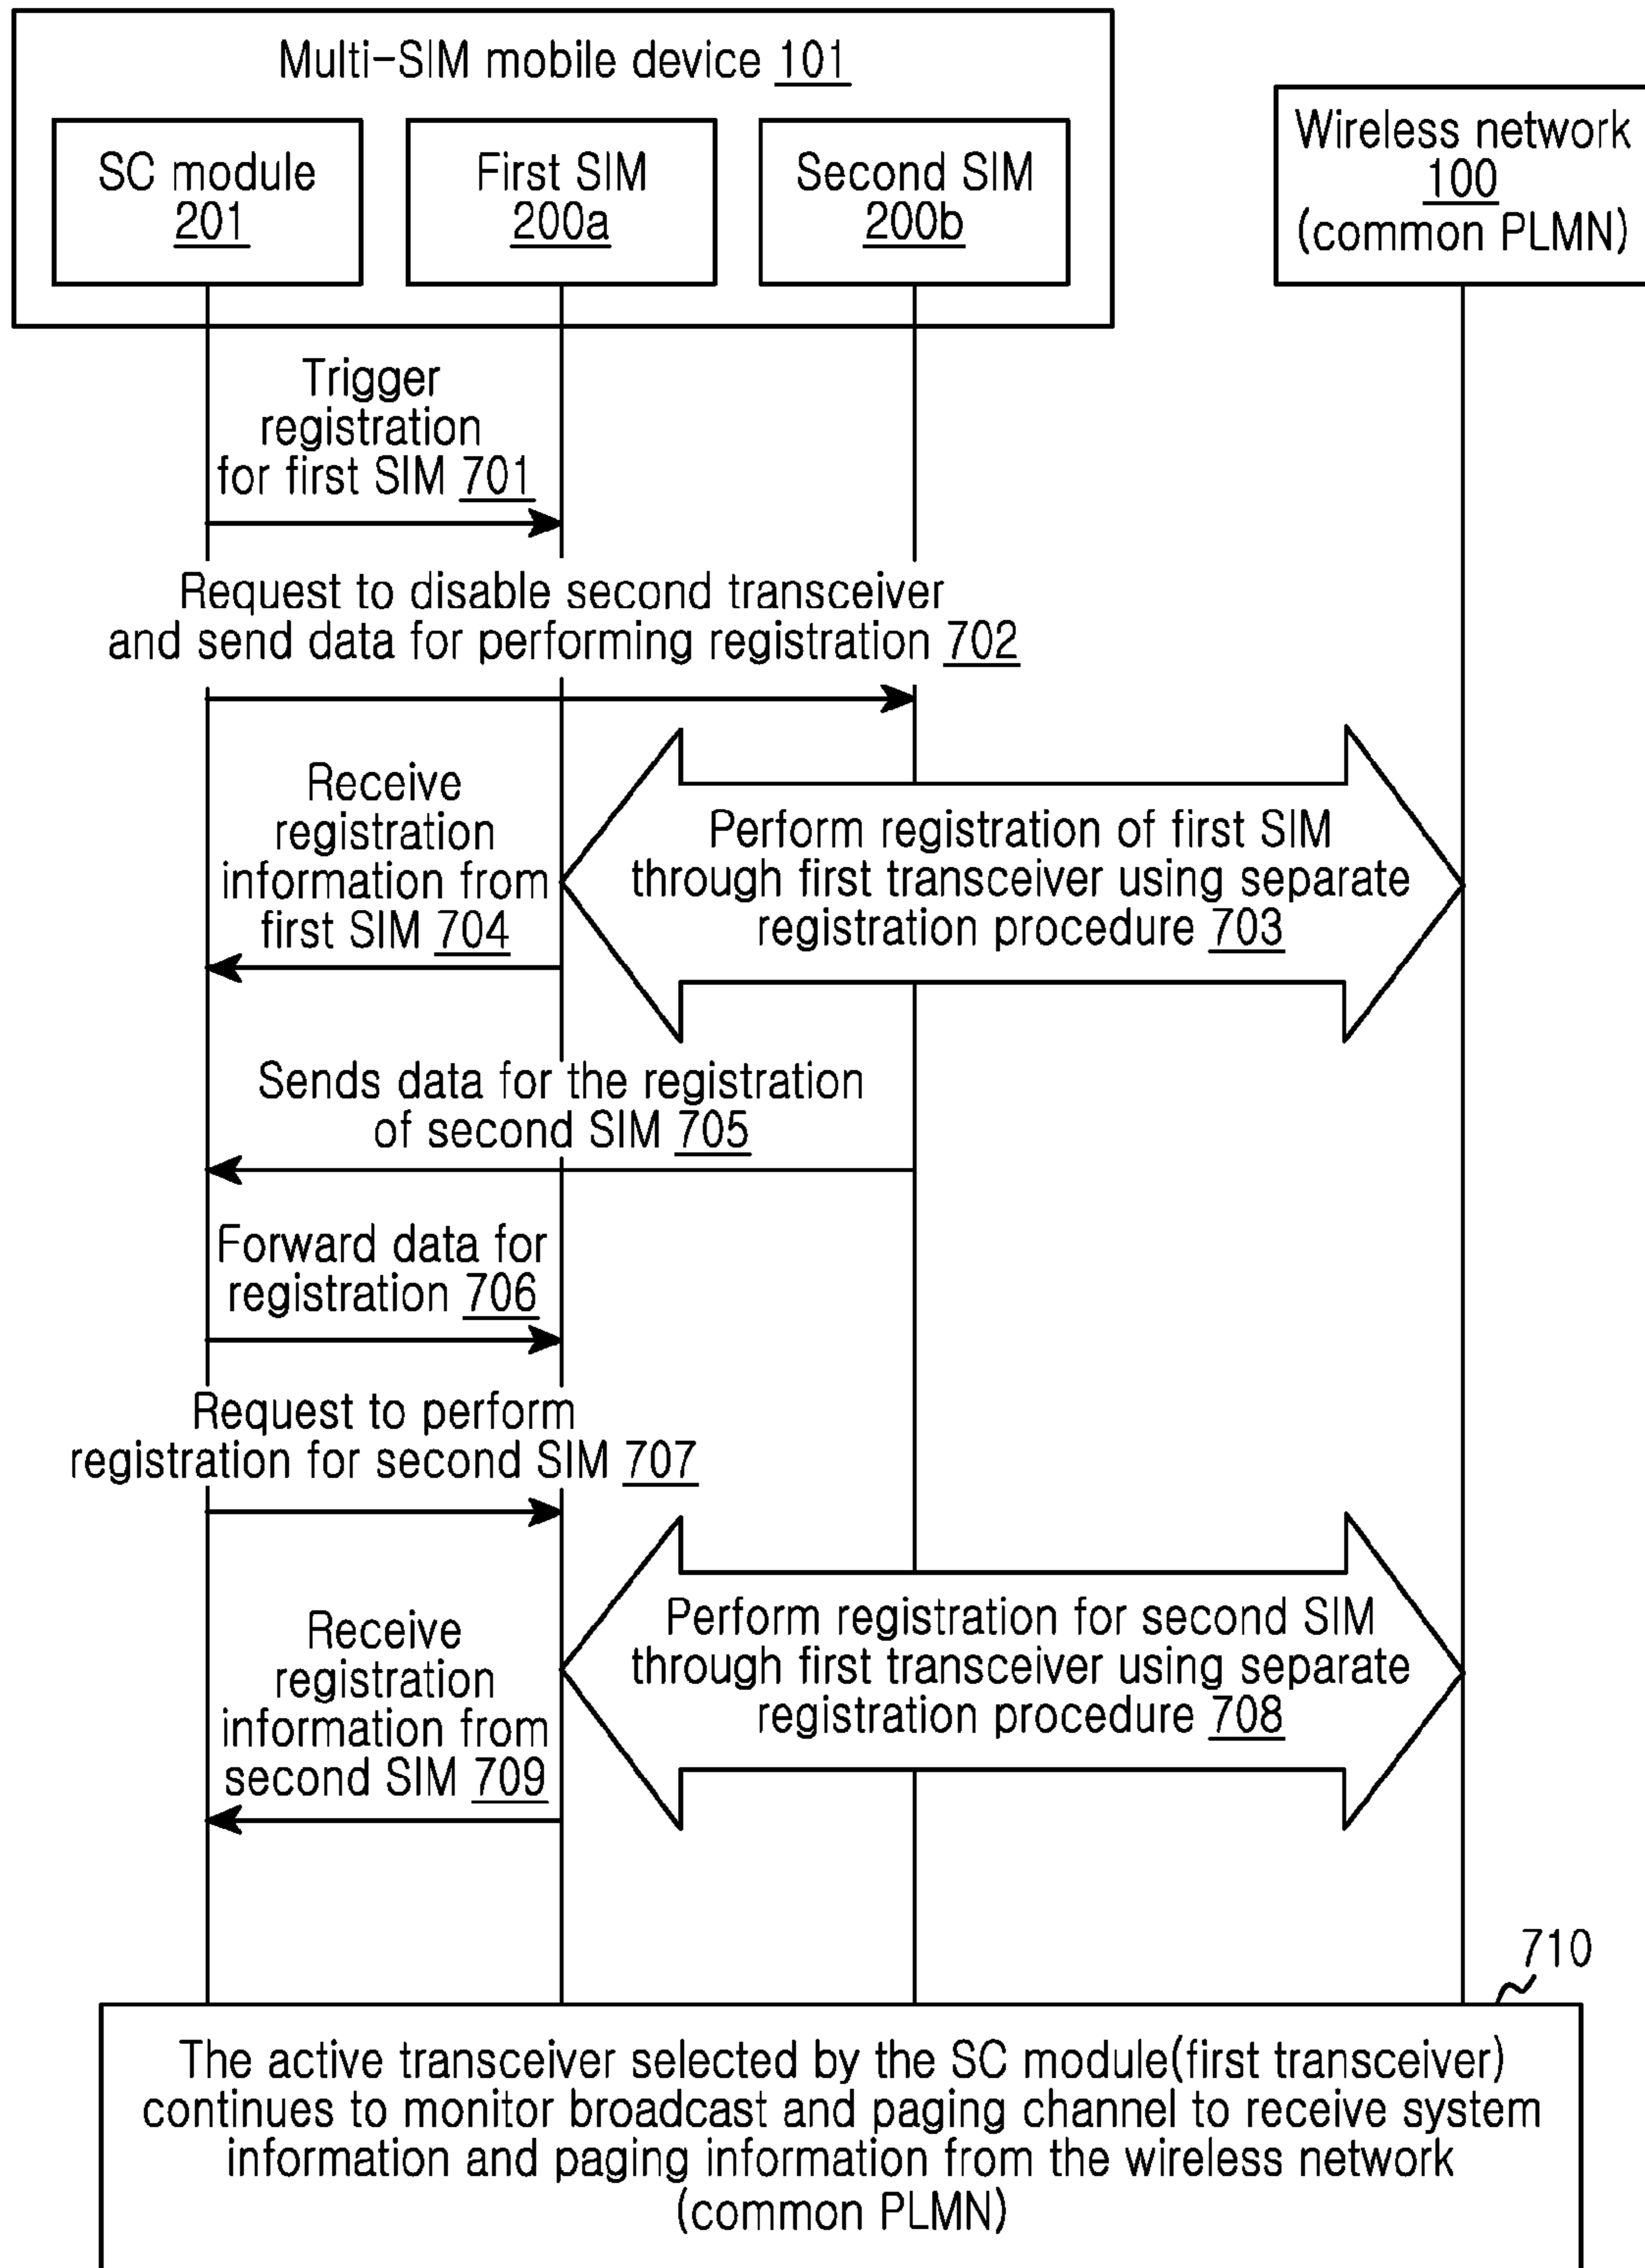 Multi-SIM mobile device 101
SC module
201
First SIM
200a
Second SIM
200b
Wireless network
100
(common PLMN)
Trigger
registration
for first SIM 701
Request to disable second transceiver
and send data for performing registration 702
Receive
registration
information from
first SIM 704
Perform registration of first SIM
through first transceiver using separate
registration procedure 703
Sends data for the registration
of second SIM 705
Forward data for
registration 706
Request to perform
registration for second SIM 707
Receive
registration
information from
second SIM 709
Perform registration for second SIM
through first transceiver using separate
registration procedure 708
710
The active transceiver selected by the SC module(first transceiver)
continues to monitor broadcast and paging channel to receive system
information and paging information from the wireless network
(common PLMN)